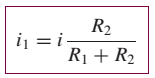 i₁ = i R₂ / (R₁ + R₂)